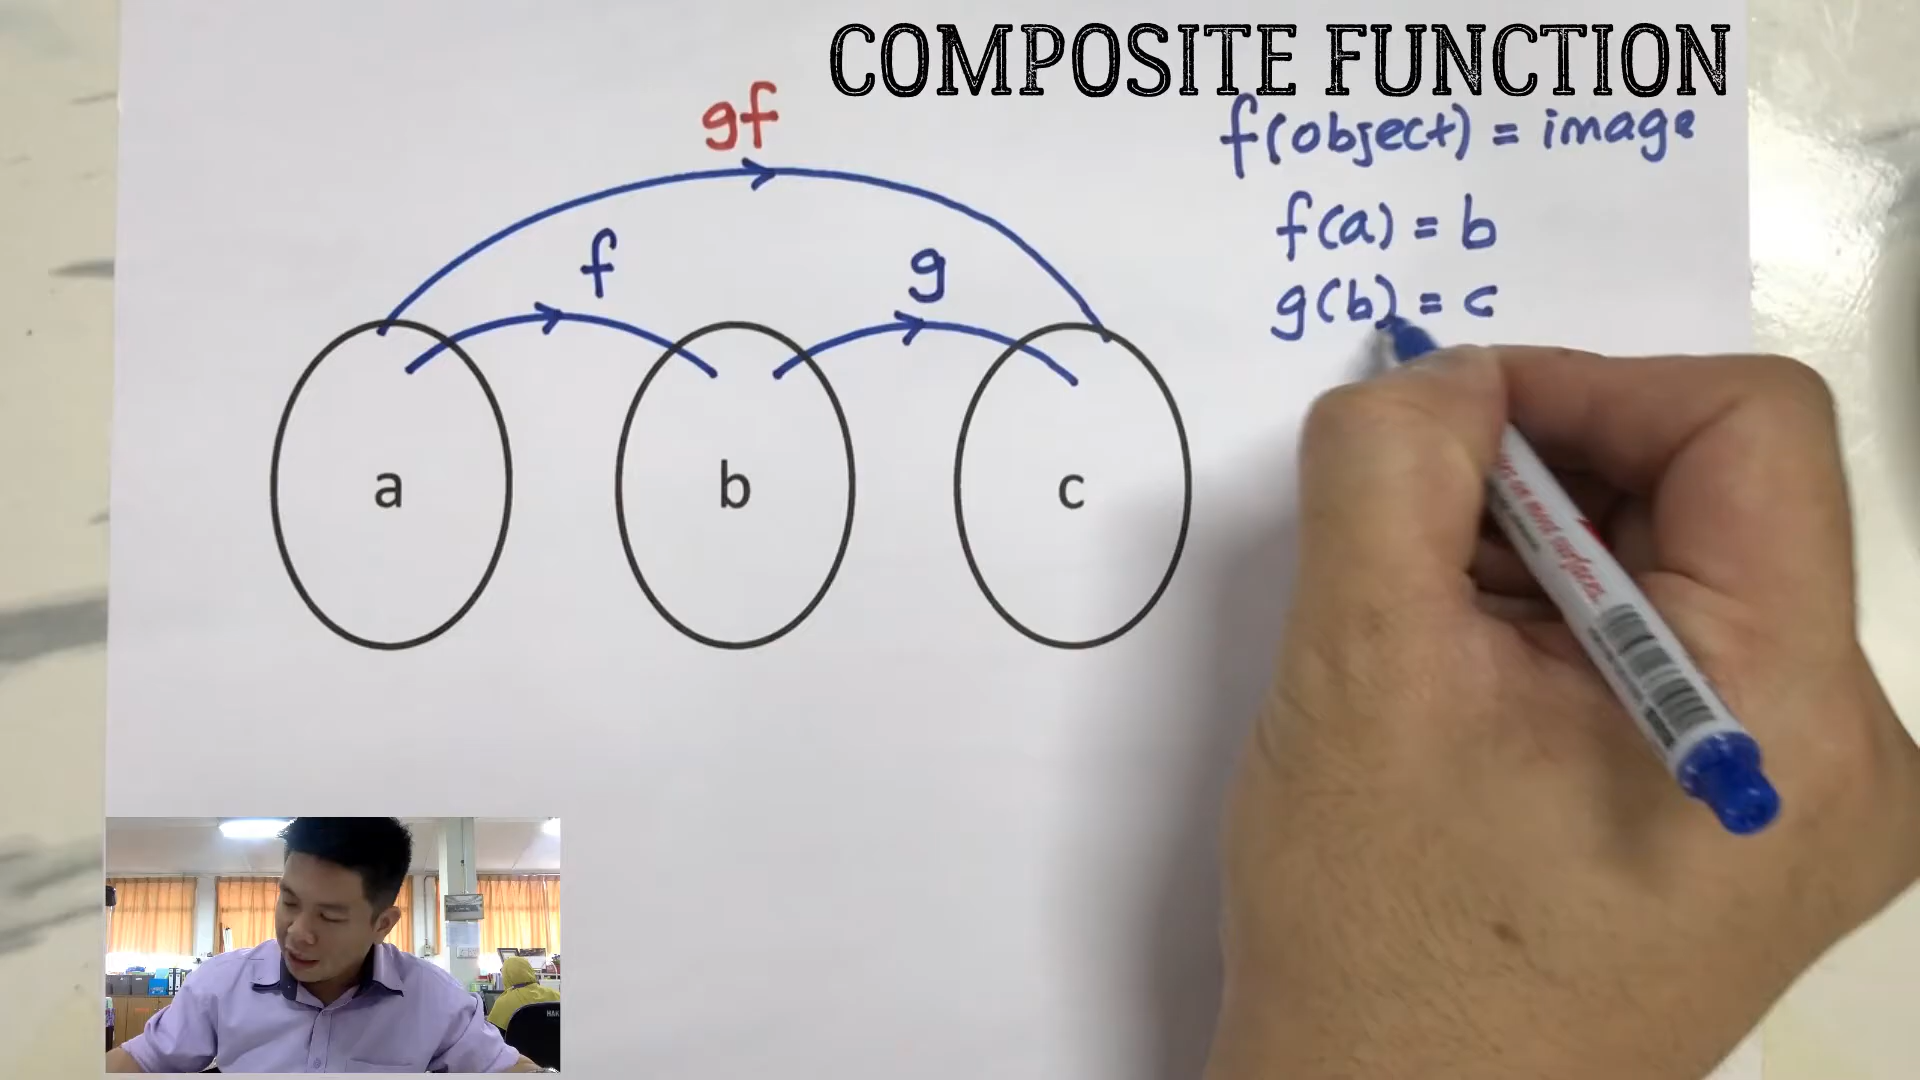 COMPOSITE FUNCTION
gf
f(object) = image
f
g
f(a) = b
g(b) = c
a
b
c